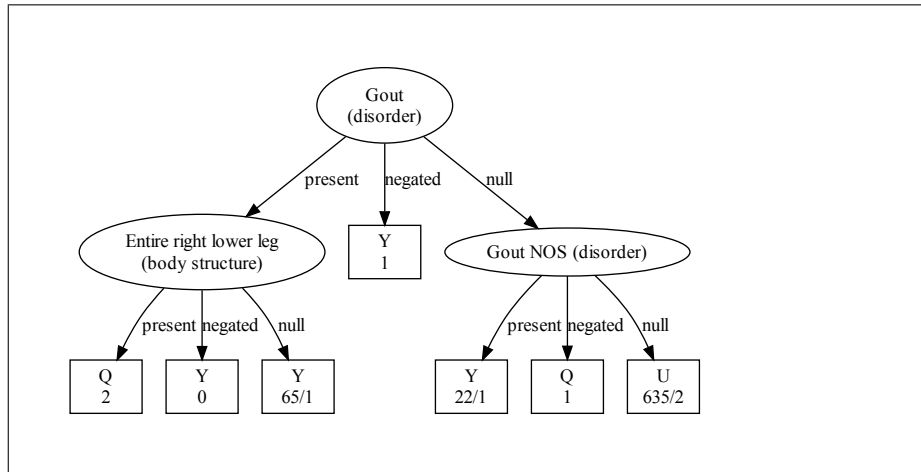 Gout
(disorder)
present
negated
null
Entire right lower leg
(body structure)
Y
1
Gout NOS (disorder)
present
negated
null
present
negated
null
Q
2
Y
0
Y
65/1
Y
22/1
Q
1
U
635/2